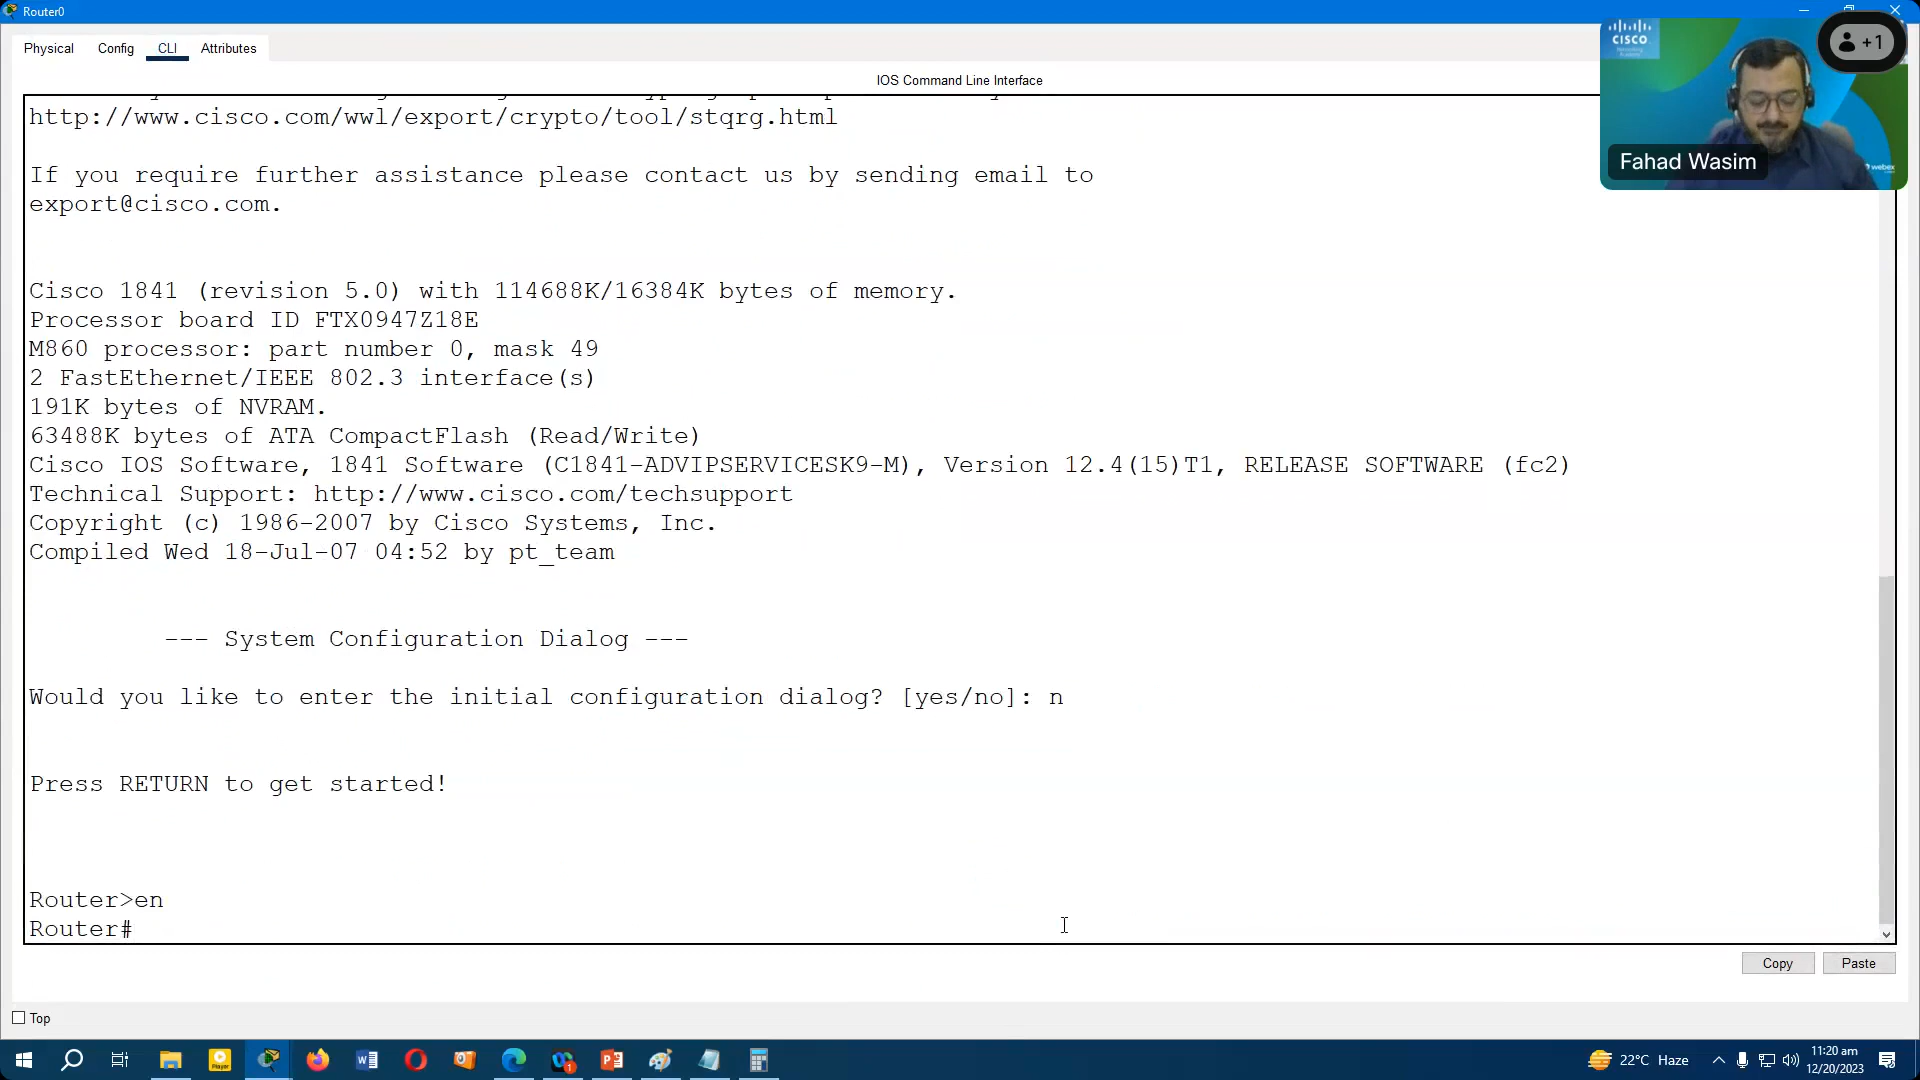 Router0
Physical
Config
CLI
Attributes
IOS Command Line Interface
CISCO
+1
Fahad Wasim
webex
http://www.cisco.com/wwl/export/crypto/tool/stqrg.html
If you require further assistance please contact us by sending email to
export@cisco.com.
Cisco 1841 (revision 5.0) with 114688K/16384K bytes of memory.
Processor board ID FTX0947Z18E
M860 processor: part number 0, mask 49
2 FastEthernet/IEEE 802.3 interface(s)
191K bytes of NVRAM.
63488K bytes of ATA CompactFlash (Read/Write)
Cisco IOS Software, 1841 Software (C1841-ADVIPSERVICESK9-M), Version 12.4(15)T1, RELEASE SOFTWARE (fc2)
Technical Support: http://www.cisco.com/techsupport
Copyright (c) 1986-2007 by Cisco Systems, Inc.
Compiled Wed 18-Jul-07 04:52 by pt_team
--- System Configuration Dialog ---
Would you like to enter the initial configuration dialog? [yes/no]: n
Press RETURN to get started!
Router>en
Router#
Copy
Paste
Top
22°C Haze
11:20 am
12/20/2023